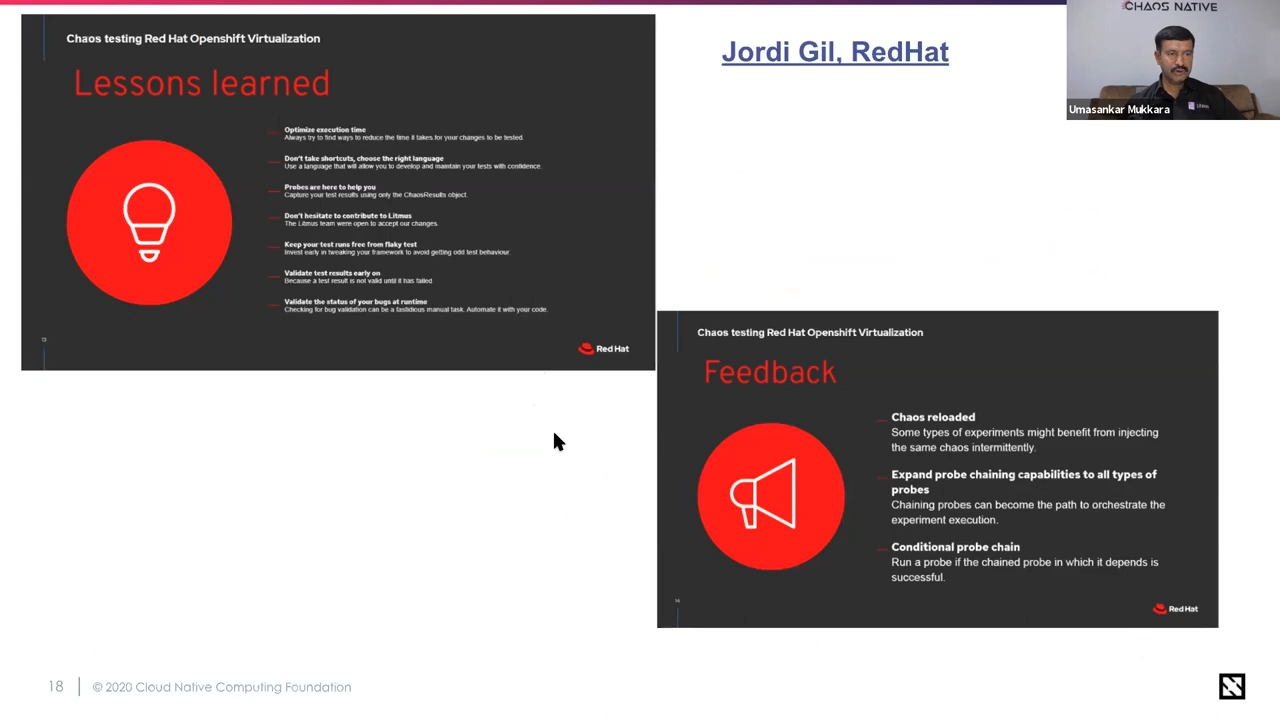 Chaos testing Red Hat Openshift Virtualization
Lessons learned
Optimize execution time
Always try to find ways to reduce the time it takes for your changes to be tested.
Don't take shortcuts, choose the right language
Use a language that will allow you to develop and maintain your tests with confidence.
Probes are here to help you
Capture your test results using only the ChaosResults object.
Don't hesitate to contribute to Litmus
The Litmus team were open to accept our changes.
Keep your test runs free from flaky test
Invest early in tweaking your framework to avoid getting odd test behaviour.
Validate test results early on
Because a test result is not valid until it has failed
Validate the status of your bugs at runtime
Checking for bug validation can be a fastidious manual task. Automate it with your code.
13
Red Hat
Jordi Gil, RedHat
CHAOS NATIVE
Litmus
Umasankar Mukkara
Chaos testing Red Hat Openshift Virtualization
Feedback
Chaos reloaded
Some types of experiments might benefit from injecting
the same chaos intermittently.
Expand probe chaining capabilities to all types of
probes
Chaining probes can become the path to orchestrate the
experiment execution.
Conditional probe chain
Run a probe if the chained probe in which it depends is
successful.
14
Red Hat
18
© 2020 Cloud Native Computing Foundation